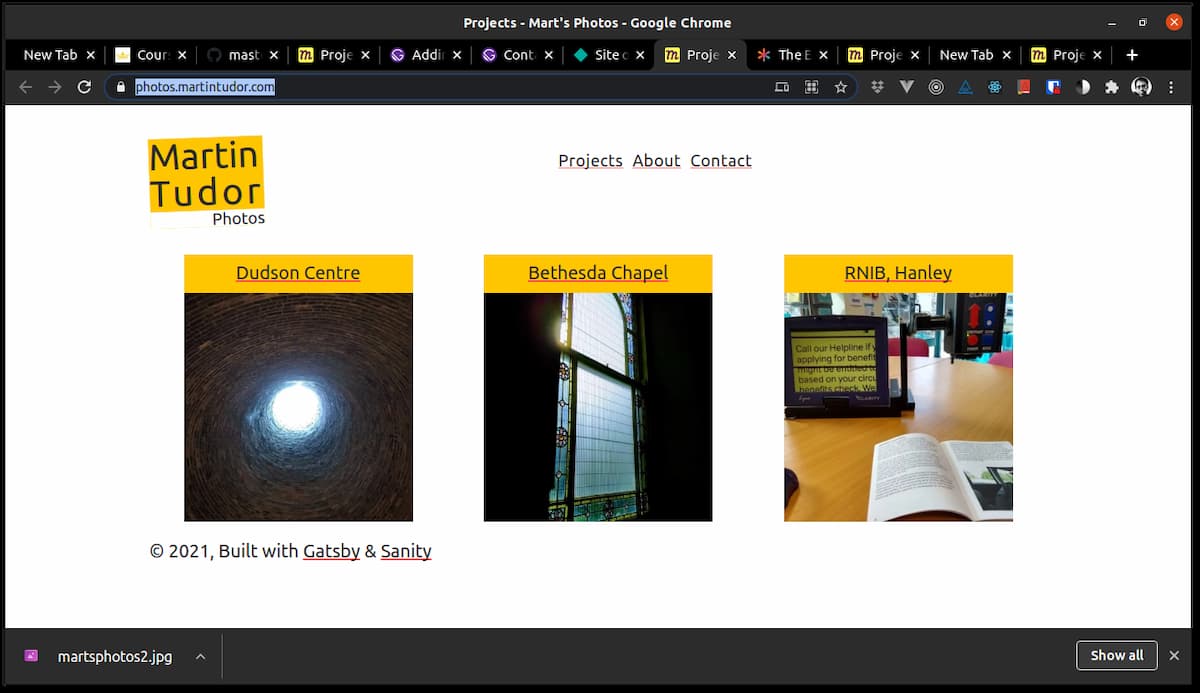 Projects - Mart's Photos - Google Chrome
New Tab Cour mast Proje Addi Cont Site Proje The E Proje New Tab Proje
photos.martintudor.com
Martin
Tudor
Photos
Projects About Contact
Dudson Centre Bethesda Chapel RNIB, Hanley
CLARITY
Call our Helpline if y
applying for benefit
might be entitled t
based on your circu
benefits check. We
CLARITY
© 2021, Built with Gatsby & Sanity
martsphotos2.jpg Show all